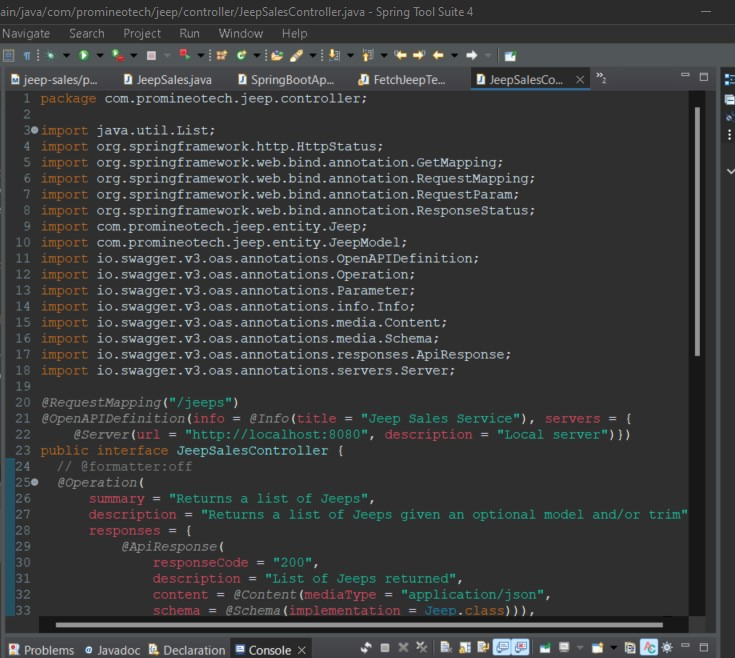 ain/java/com/promineotech/jeep/controller/JeepSalesController.java - Spring Tool Suite 4
Navigate Search Project Run Window Help
jeep-sales/p... JeepSales.java SpringBootAp... FetchJeepTe... JeepSalesCo... 2
1 package com.promineotech.jeep.controller;
2
3 import java.util.List;
4 import org.springframework.http.HttpStatus;
5 import org.springframework.web.bind.annotation.GetMapping;
6 import org.springframework.web.bind.annotation.RequestMapping;
7 import org.springframework.web.bind.annotation.RequestParam;
8 import org.springframework.web.bind.annotation.ResponseStatus;
9 import com.promineotech.jeep.entity.Jeep;
10 import com.promineotech.jeep.entity.JeepModel;
11 import io.swagger.v3.oas.annotations.OpenAPIDefinition;
12 import io.swagger.v3.oas.annotations.Operation;
13 import io.swagger.v3.oas.annotations.Parameter;
14 import io.swagger.v3.oas.annotations.info.Info;
15 import io.swagger.v3.oas.annotations.media.Content;
16 import io.swagger.v3.oas.annotations.media.Schema;
17 import io.swagger.v3.oas.annotations.responses.ApiResponse;
18 import io.swagger.v3.oas.annotations.servers.Server;
19
20 @RequestMapping("/jeeps")
21 @OpenAPIDefinition(info = @Info(title = "Jeep Sales Service"), servers = {
22 @Server(url = "http://localhost:8080", description = "Local server")})
23 public interface JeepSalesController {
24 // @formatter:off
25 @Operation(
26 summary = "Returns a list of Jeeps",
27 description = "Returns a list of Jeeps given an optional model and/or trim"
28 responses = {
29 @ApiResponse(
30 responseCode = "200",
31 description = "List of Jeeps returned",
32 content = @Content(mediaType = "application/json",
33 schema = @Schema(implementation = Jeep.class))),
Problems Javadoc Declaration Console